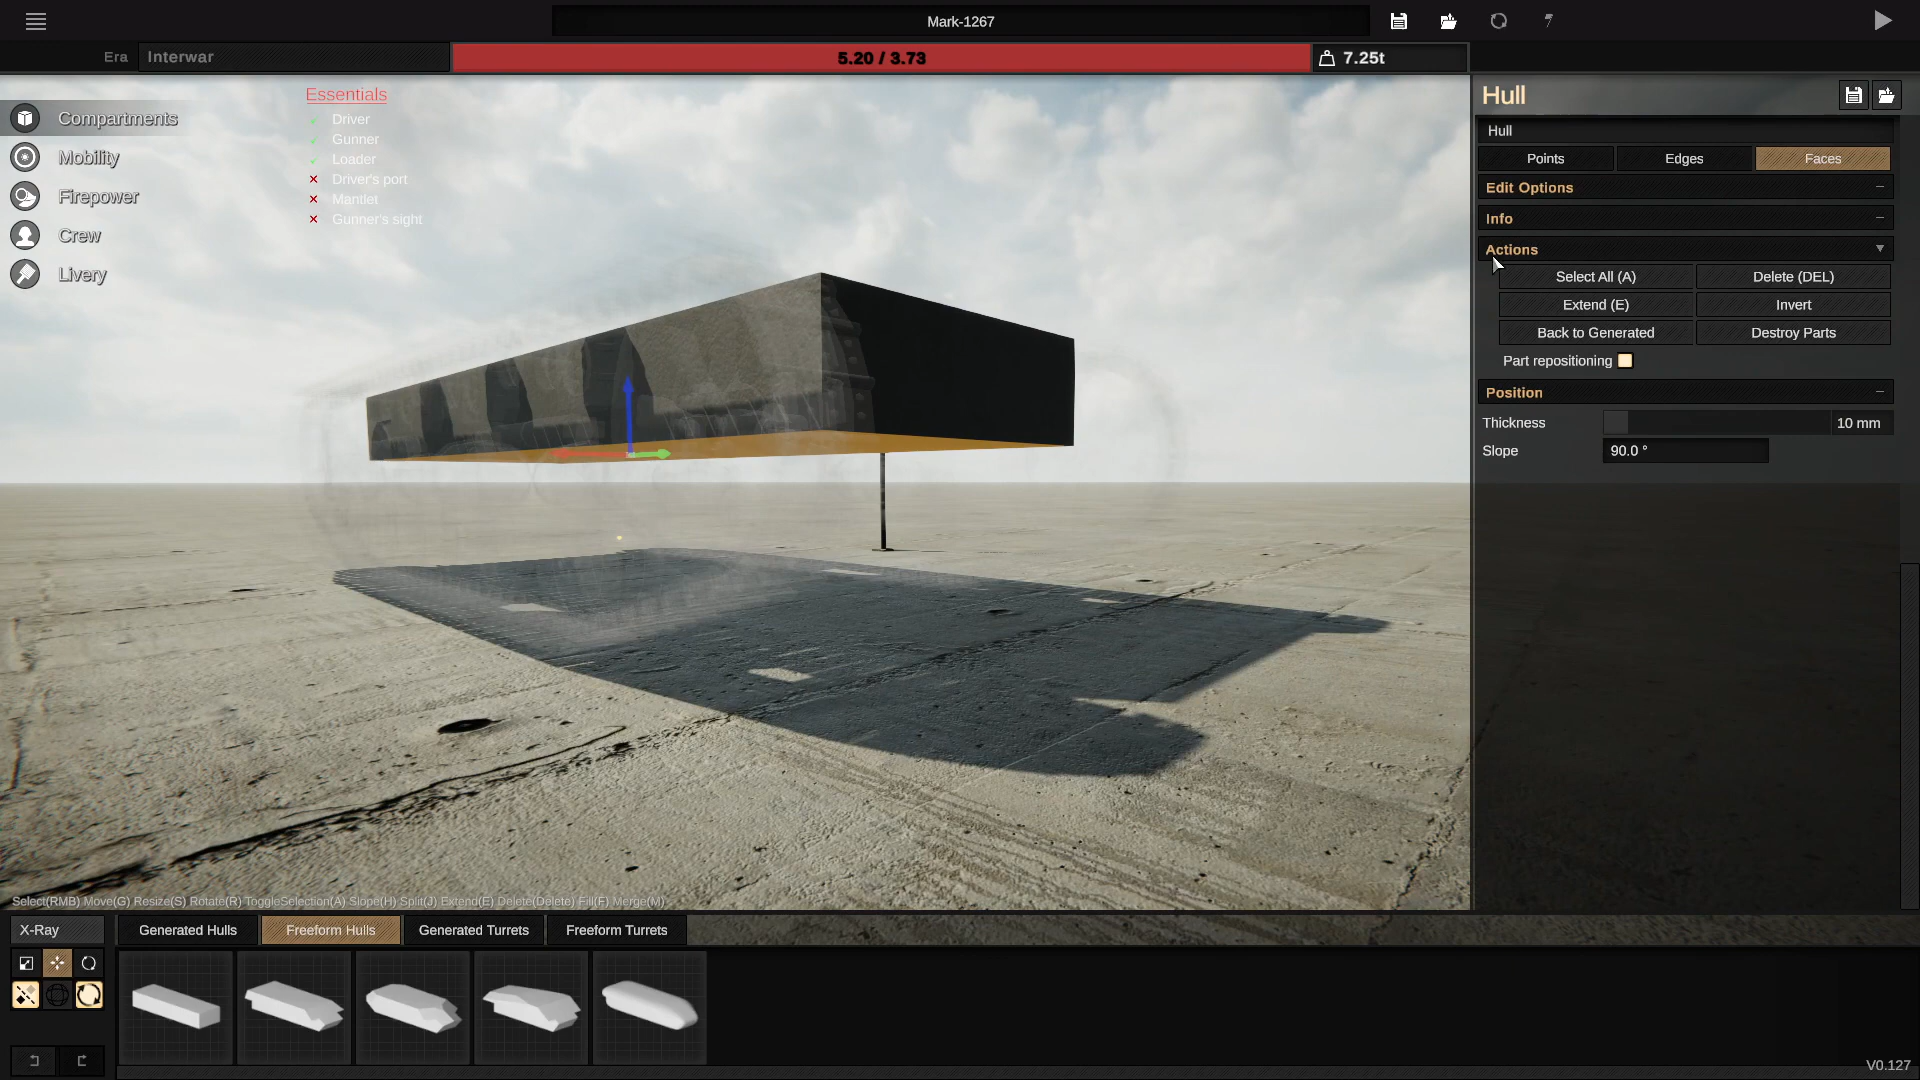 Mark-1267
Era
Interwar
5.20 / 3.73
7.25t
Compartments
Mobility
Firepower
Crew
Livery
Essentials
Driver
Gunner
Loader
Driver's port
Mantlet
Gunner's sight
Hull
Hull
Points
Edges
Faces
Edit Options
Info
Actions
Select All (A)
Delete (DEL)
Extend (E)
Invert
Back to Generated
Destroy Parts
Part repositioning
Position
Thickness
10 mm
Slope
90.0 °
Select(RMB) Move(G) Resize(S) Rotate(R) ToggleSelection(A) Slope(H) Split(J) Extend(E) Delete(Delete) Fill(F) Merge(M)
X-Ray
Generated Hulls
Freeform Hulls
Generated Turrets
Freeform Turrets
V0.127